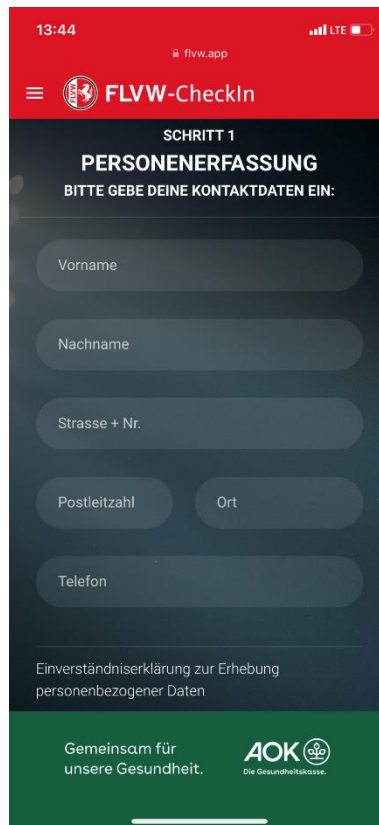 13:44
LTE
flvw.app
FLVW
FLVW-CheckIn
SCHRITT 1
PERSONENERFASSUNG
BITTE GEBE DEINE KONTAKTDATEN EIN:
Vorname
Nachname
Strasse + Nr.
Postleitzahl Ort
Telefon
Einverständniserklärung zur Erhebung
personenbezogener Daten
Gemeinsam für
unsere Gesundheit.
AOK
Die Gesundheitskasse.